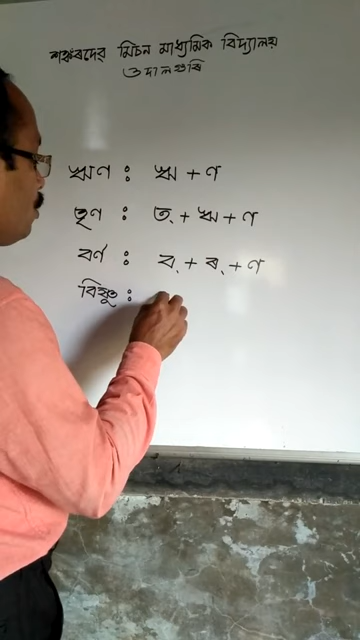 শঙ্কৰদেৱ মিচন মাধ্যমিক বিদ্যালয়
ওদালগুৰি
ঋণ : ঋ + ণ
তৃণ : ত্ + ঋ + ণ
বৰ্ণ : ব্ + ৰ্ + ণ
বিষ্ণু :